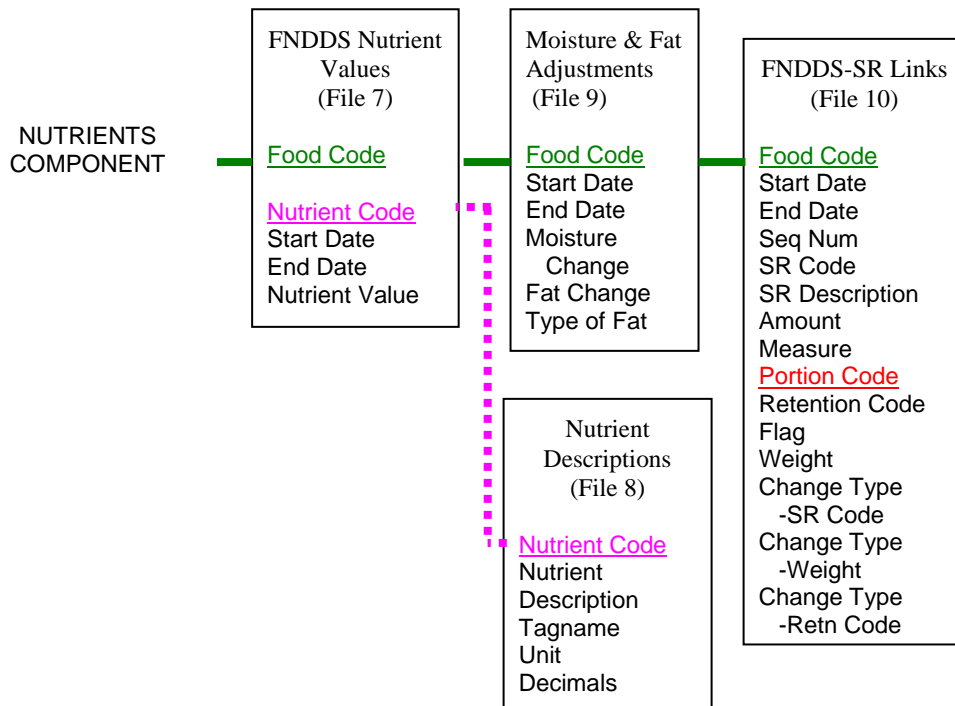 NUTRIENTS
COMPONENT
FNDDS Nutrient
Values
(File 7)
Food Code
Nutrient Code
Start Date
End Date
Nutrient Value
Moisture & Fat
Adjustments
(File 9)
Food Code
Start Date
End Date
Moisture
Change
Fat Change
Type of Fat
FNDDS-SR Links
(File 10)
Food Code
Start Date
End Date
Seq Num
SR Code
SR Description
Amount
Measure
Portion Code
Retention Code
Flag
Weight
Change Type
-SR Code
Change Type
-Weight
Change Type
-Retn Code
Nutrient
Descriptions
(File 8)
Nutrient Code
Nutrient
Description
Tagname
Unit
Decimals